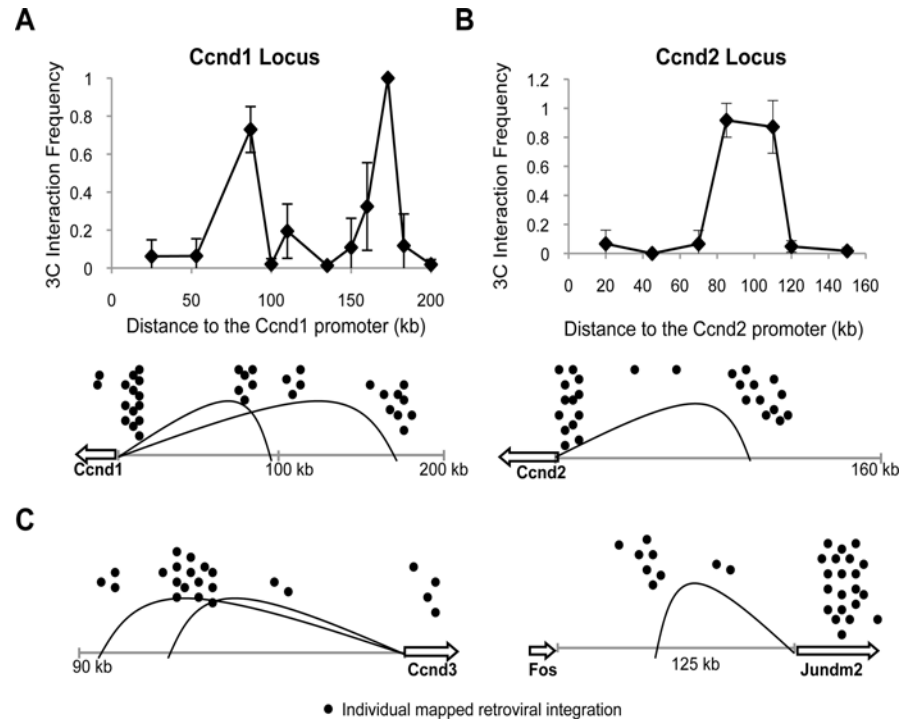 A
Ccnd1 Locus
3C Interaction Frequency
1
0.8
0.6
0.4
0.2
0
0 50 100 150 200
Distance to the Ccnd1 promoter (kb)
Ccnd1
100 kb
200 kb
B
Ccnd2 Locus
3C Interaction Frequency
1.2
1
0.8
0.6
0.4
0.2
0
0 20 40 60 80 100 120 140 160
Distance to the Ccnd2 promoter (kb)
Ccnd2
160 kb
C
90 kb
Ccnd3
Fos
125 kb
Jundm2
Individual mapped retroviral integration